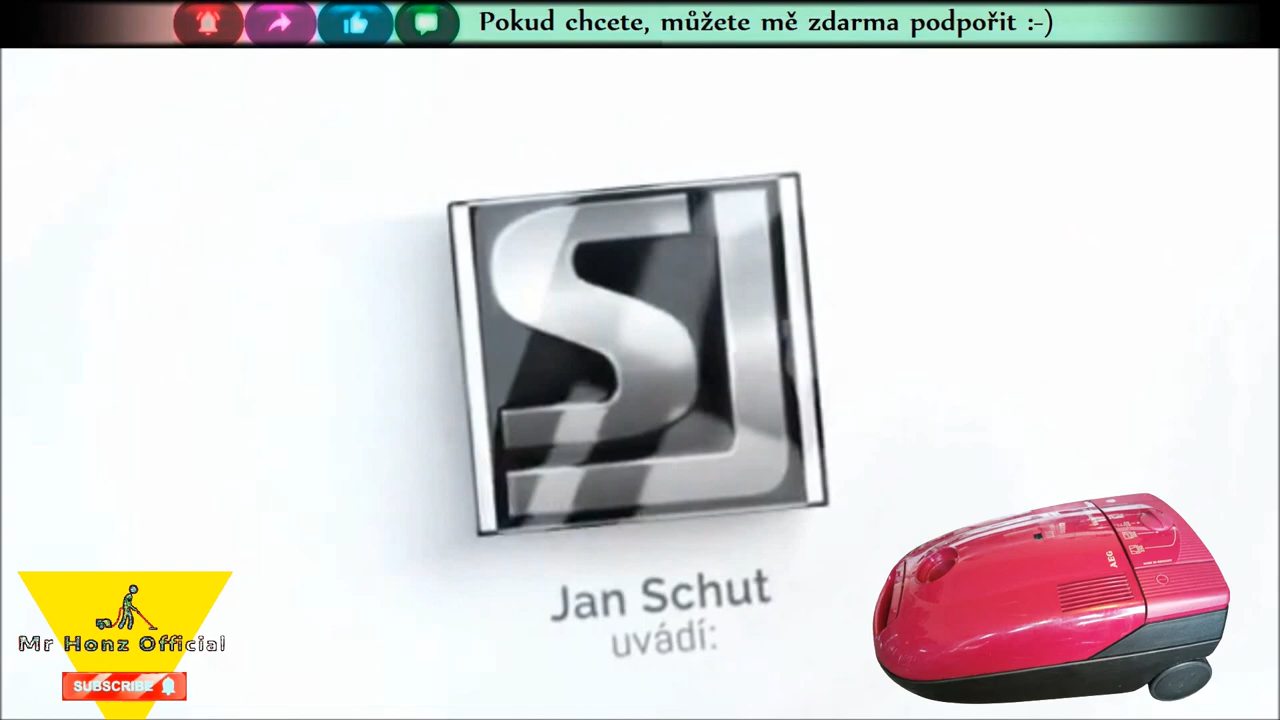 Pokud chcete, můžete mě zdarma podpořit :-)
SJ
Jan Schut
uvádí:
AEG
Mr Honz Official
SUBSCRIBE